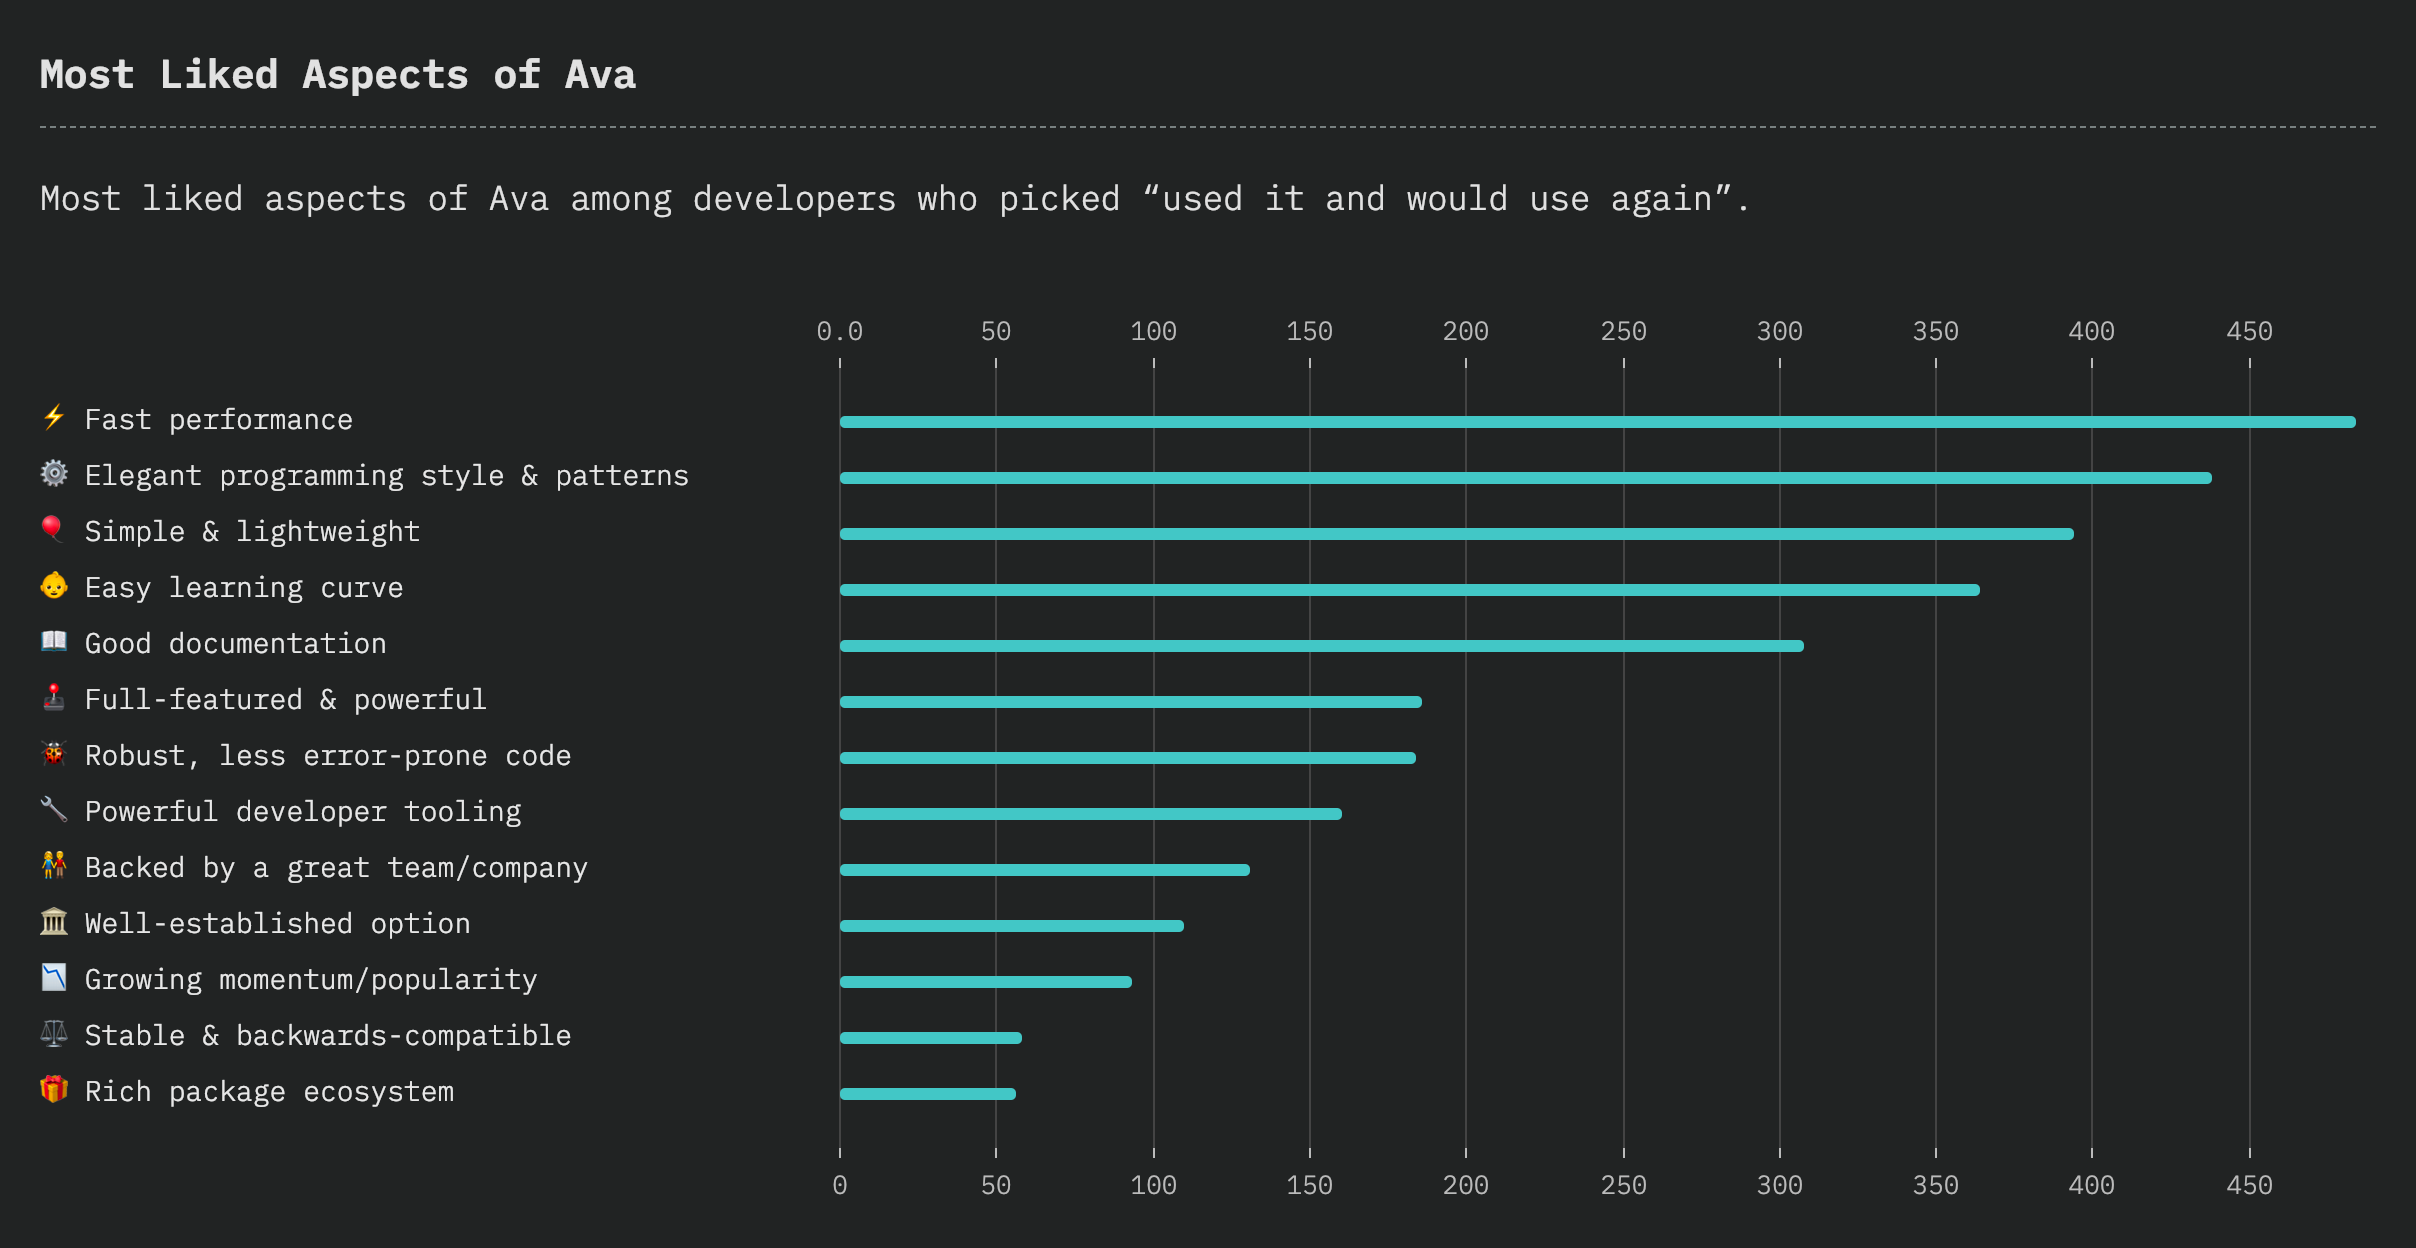 Most Liked Aspects of Ava
Most liked aspects of Ava among developers who picked “used it and would use again”.
0.0 50 100 150 200 250 300 350 400 450
Fast performance
Elegant programming style & patterns
Simple & lightweight
Easy learning curve
Good documentation
Full-featured & powerful
Robust, less error-prone code
Powerful developer tooling
Backed by a great team/company
Well-established option
Growing momentum/popularity
Stable & backwards-compatible
Rich package ecosystem
0 50 100 150 200 250 300 350 400 450